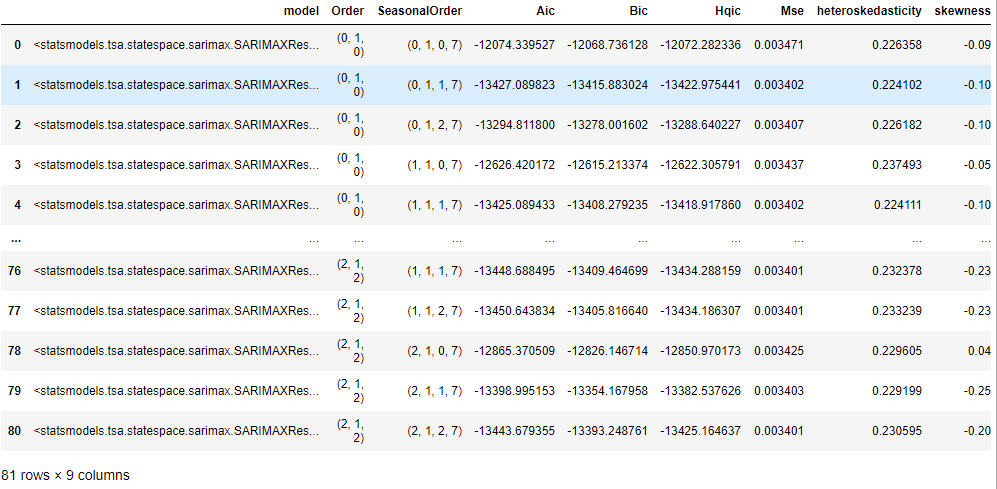 model Order SeasonalOrder Aic Bic Hqic Mse heteroskedasticity skewness
0 <statsmodels.tsa.statespace.sarimax.SARIMAXRes... (0, 1, 0) (0, 1, 0, 7) -12074.339527 -12068.736128 -12072.282336 0.003471 0.226358 -0.09
1 <statsmodels.tsa.statespace.sarimax.SARIMAXRes... (0, 1, 0) (0, 1, 1, 7) -13427.089823 -13415.883024 -13422.975441 0.003402 0.224102 -0.10
2 <statsmodels.tsa.statespace.sarimax.SARIMAXRes... (0, 1, 0) (0, 1, 2, 7) -13294.811800 -13278.001602 -13288.640227 0.003407 0.226182 -0.10
3 <statsmodels.tsa.statespace.sarimax.SARIMAXRes... (0, 1, 0) (1, 1, 0, 7) -12626.420172 -12615.213374 -12622.305791 0.003437 0.237493 -0.05
4 <statsmodels.tsa.statespace.sarimax.SARIMAXRes... (0, 1, 0) (1, 1, 1, 7) -13425.089433 -13408.279235 -13418.917860 0.003402 0.224111 -0.10
... ... ... ... ... ... ... ... ... ...
76 <statsmodels.tsa.statespace.sarimax.SARIMAXRes... (2, 1, 2) (1, 1, 1, 7) -13448.688495 -13409.464699 -13434.288159 0.003401 0.232378 -0.23
77 <statsmodels.tsa.statespace.sarimax.SARIMAXRes... (2, 1, 2) (1, 1, 2, 7) -13450.643834 -13405.816640 -13434.186307 0.003401 0.233239 -0.23
78 <statsmodels.tsa.statespace.sarimax.SARIMAXRes... (2, 1, 2) (2, 1, 0, 7) -12865.370509 -12826.146714 -12850.970173 0.003425 0.229605 0.04
79 <statsmodels.tsa.statespace.sarimax.SARIMAXRes... (2, 1, 2) (2, 1, 1, 7) -13398.995153 -13354.167958 -13382.537626 0.003403 0.229199 -0.25
80 <statsmodels.tsa.statespace.sarimax.SARIMAXRes... (2, 1, 2) (2, 1, 2, 7) -13443.679355 -13393.248761 -13425.164637 0.003401 0.230595 -0.20
81 rows × 9 columns